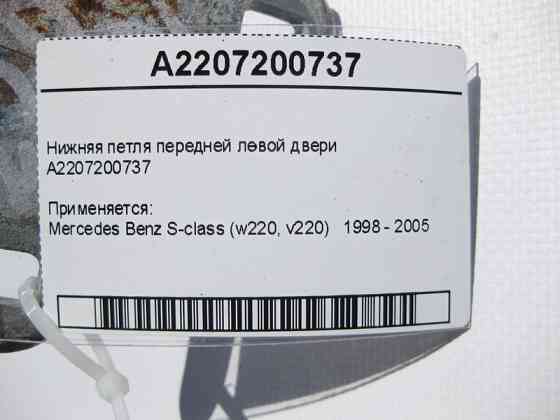 A2207200737
Нижняя петля передней левой двери
A2207200737
Применяется:
Mercedes Benz S-class (w220, v220) 1998 - 2005